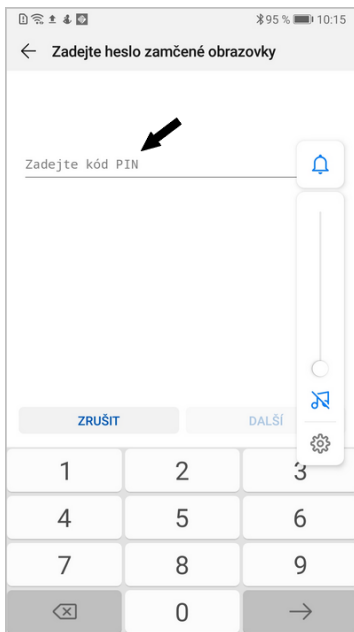 95 % 10:15
Zadejte heslo zamčené obrazovky
Zadejte kód PIN
ZRUŠIT DALŠÍ
1 2 3
4 5 6
7 8 9
0